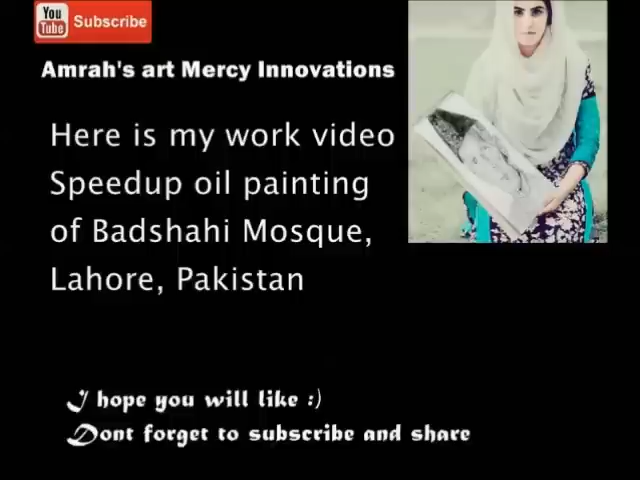 You
Tube
Subscribe
Amrah's art Mercy Innovations
Here is my work video
Speedup oil painting
of Badshahi Mosque,
Lahore, Pakistan
I hope you will like :)
Dont forget to subscribe and share